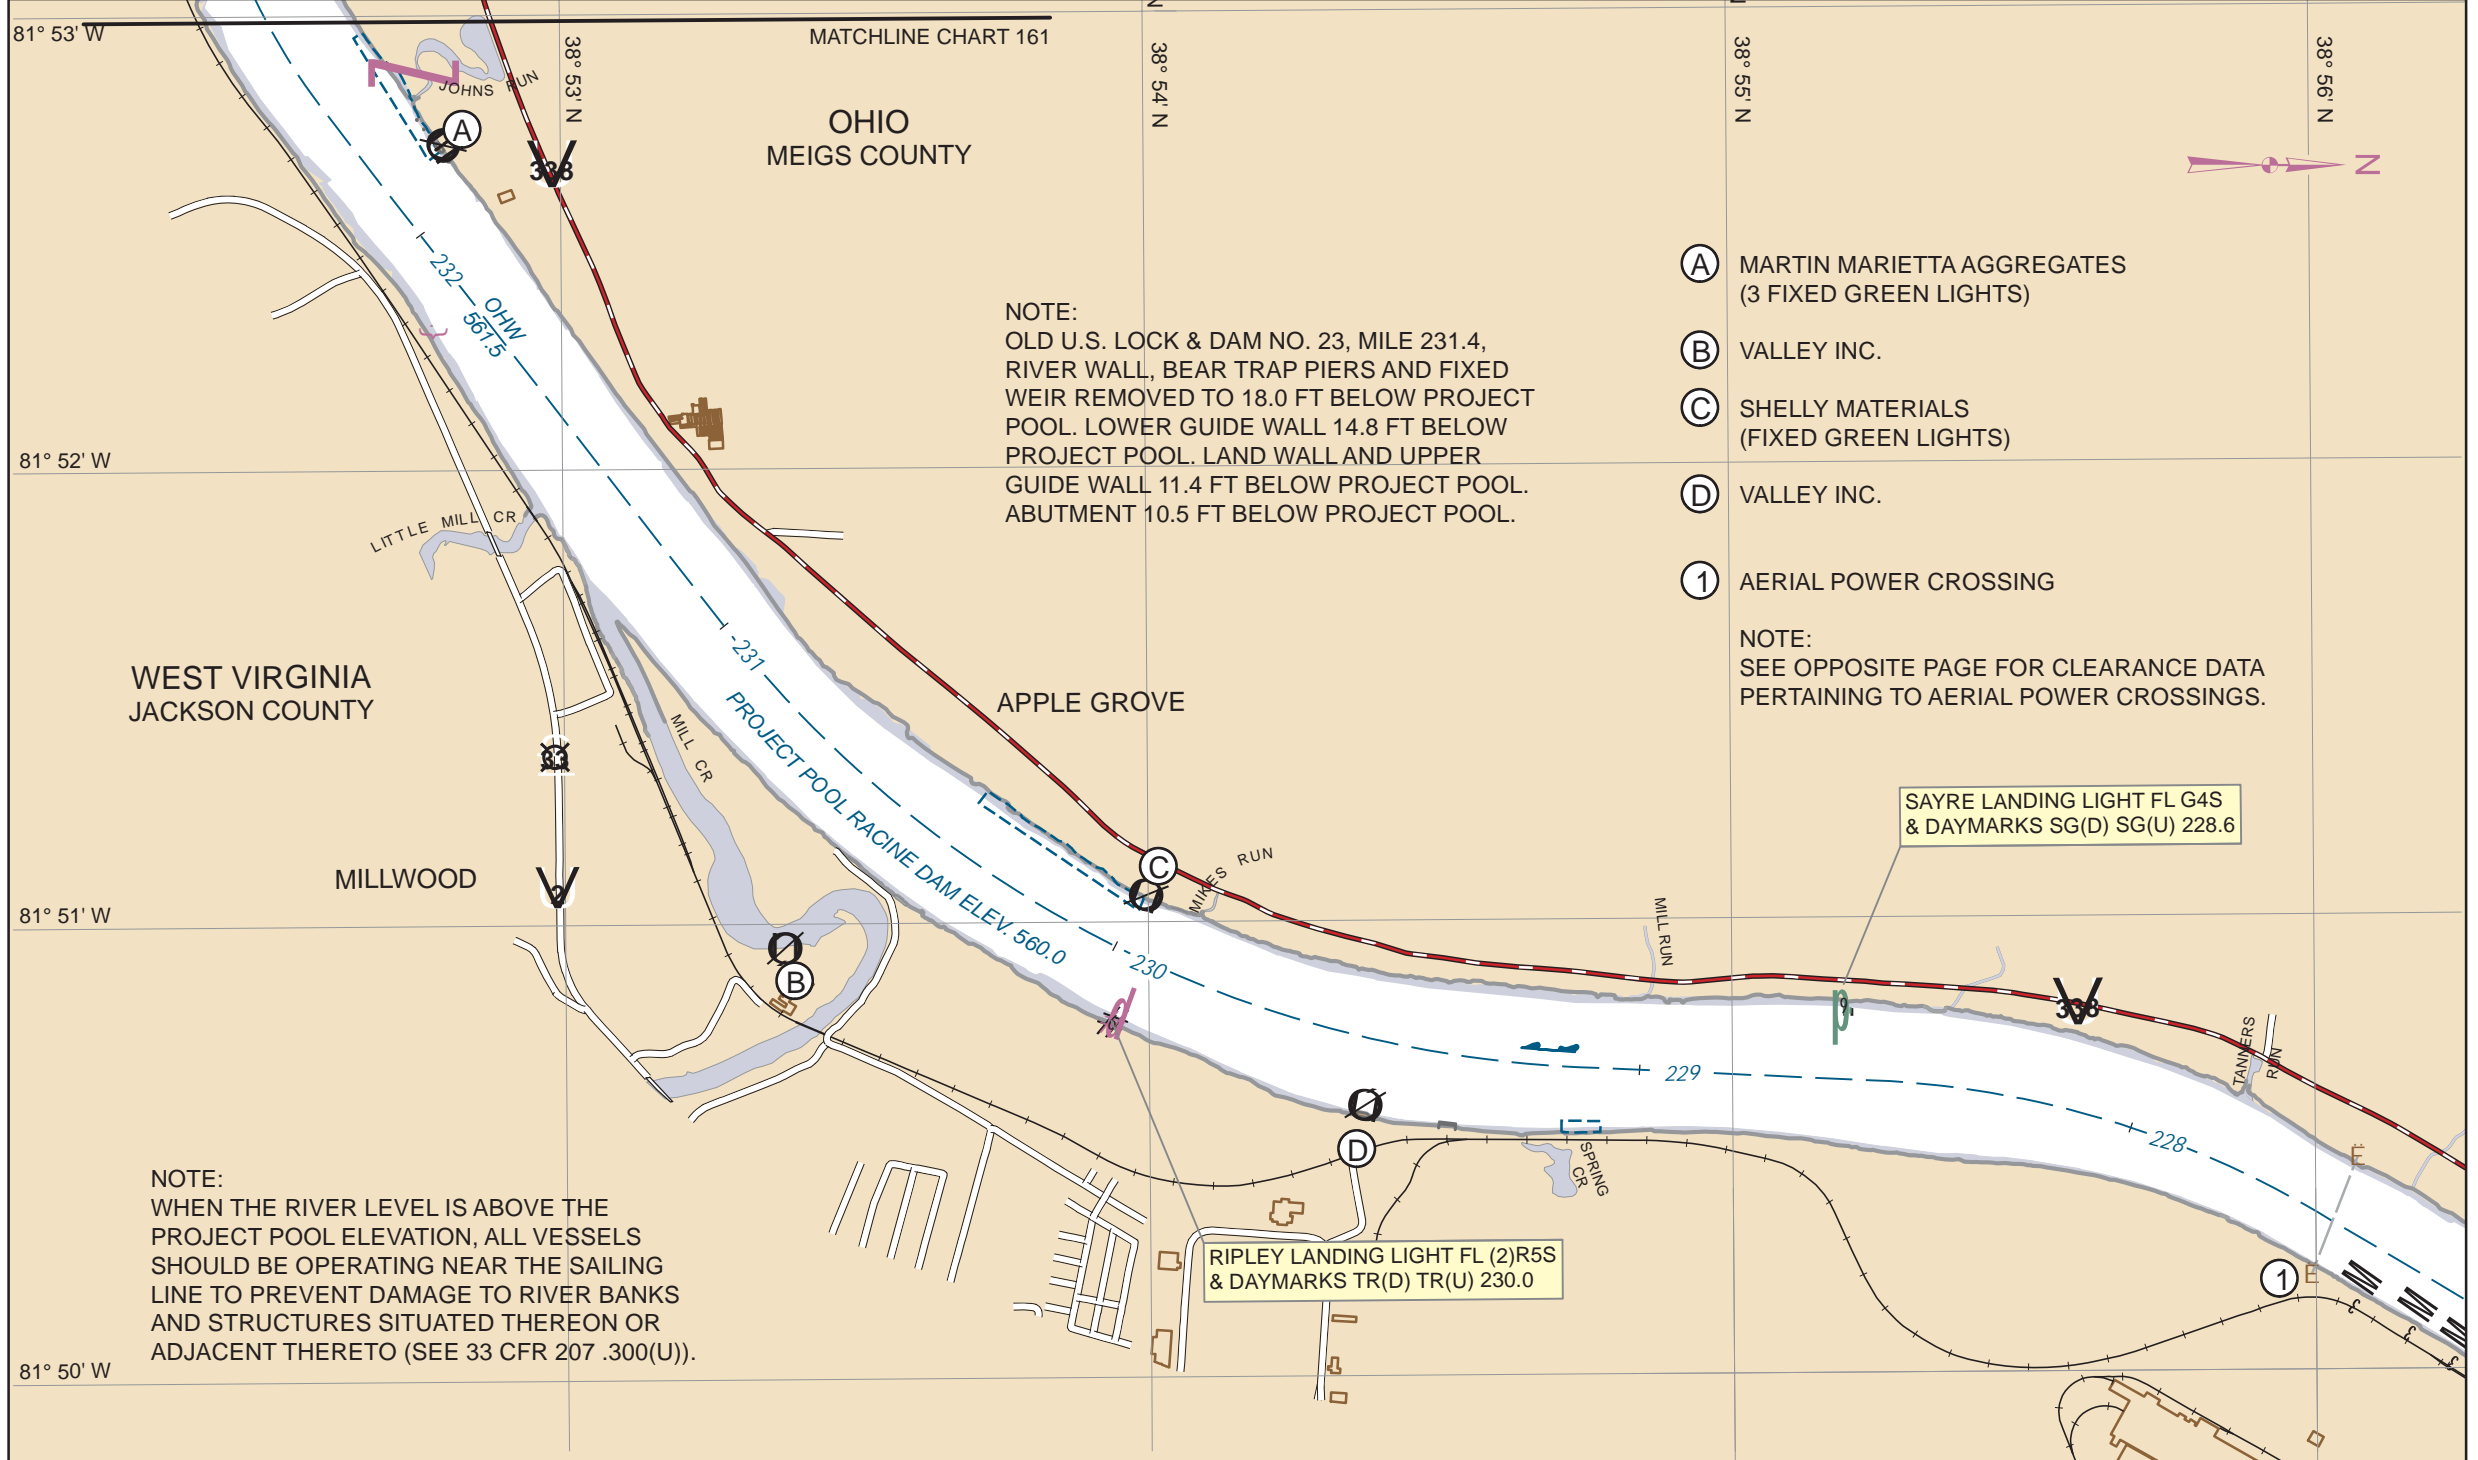 81° 53' W
MATCHLINE CHART 161
38° 53' N
38° 54' N
38° 55' N
38° 56' N
JOHNS RUN
A
338
OHIO
MEIGS COUNTY
N
232
OHW
561.5
NOTE:
OLD U.S. LOCK & DAM NO. 23, MILE 231.4,
RIVER WALL, BEAR TRAP PIERS AND FIXED
WEIR REMOVED TO 18.0 FT BELOW PROJECT
POOL. LOWER GUIDE WALL 14.8 FT BELOW
PROJECT POOL. LAND WALL AND UPPER
GUIDE WALL 11.4 FT BELOW PROJECT POOL.
ABUTMENT 10.5 FT BELOW PROJECT POOL.
A MARTIN MARIETTA AGGREGATES
(3 FIXED GREEN LIGHTS)
B VALLEY INC.
C SHELLY MATERIALS
(FIXED GREEN LIGHTS)
D VALLEY INC.
1 AERIAL POWER CROSSING
NOTE:
SEE OPPOSITE PAGE FOR CLEARANCE DATA
PERTAINING TO AERIAL POWER CROSSINGS.
81° 52' W
LITTLE MILL CR
231
WEST VIRGINIA
JACKSON COUNTY
APPLE GROVE
MILL CR
33
PROJECT POOL RACINE DAM ELEV. 560.0
SAYRE LANDING LIGHT FL G4S
& DAYMARKS SG(D) SG(U) 228.6
MILLWOOD
2
C
MIKES RUN
81° 51' W
MILL RUN
230
B
338
229
TANNERS RUN
228
D
SPRING CR
E
NOTE:
WHEN THE RIVER LEVEL IS ABOVE THE
PROJECT POOL ELEVATION, ALL VESSELS
SHOULD BE OPERATING NEAR THE SAILING
LINE TO PREVENT DAMAGE TO RIVER BANKS
AND STRUCTURES SITUATED THEREON OR
ADJACENT THERETO (SEE 33 CFR 207 .300(U)).
RIPLEY LANDING LIGHT FL (2)R5S
& DAYMARKS TR(D) TR(U) 230.0
1
E
81° 50' W